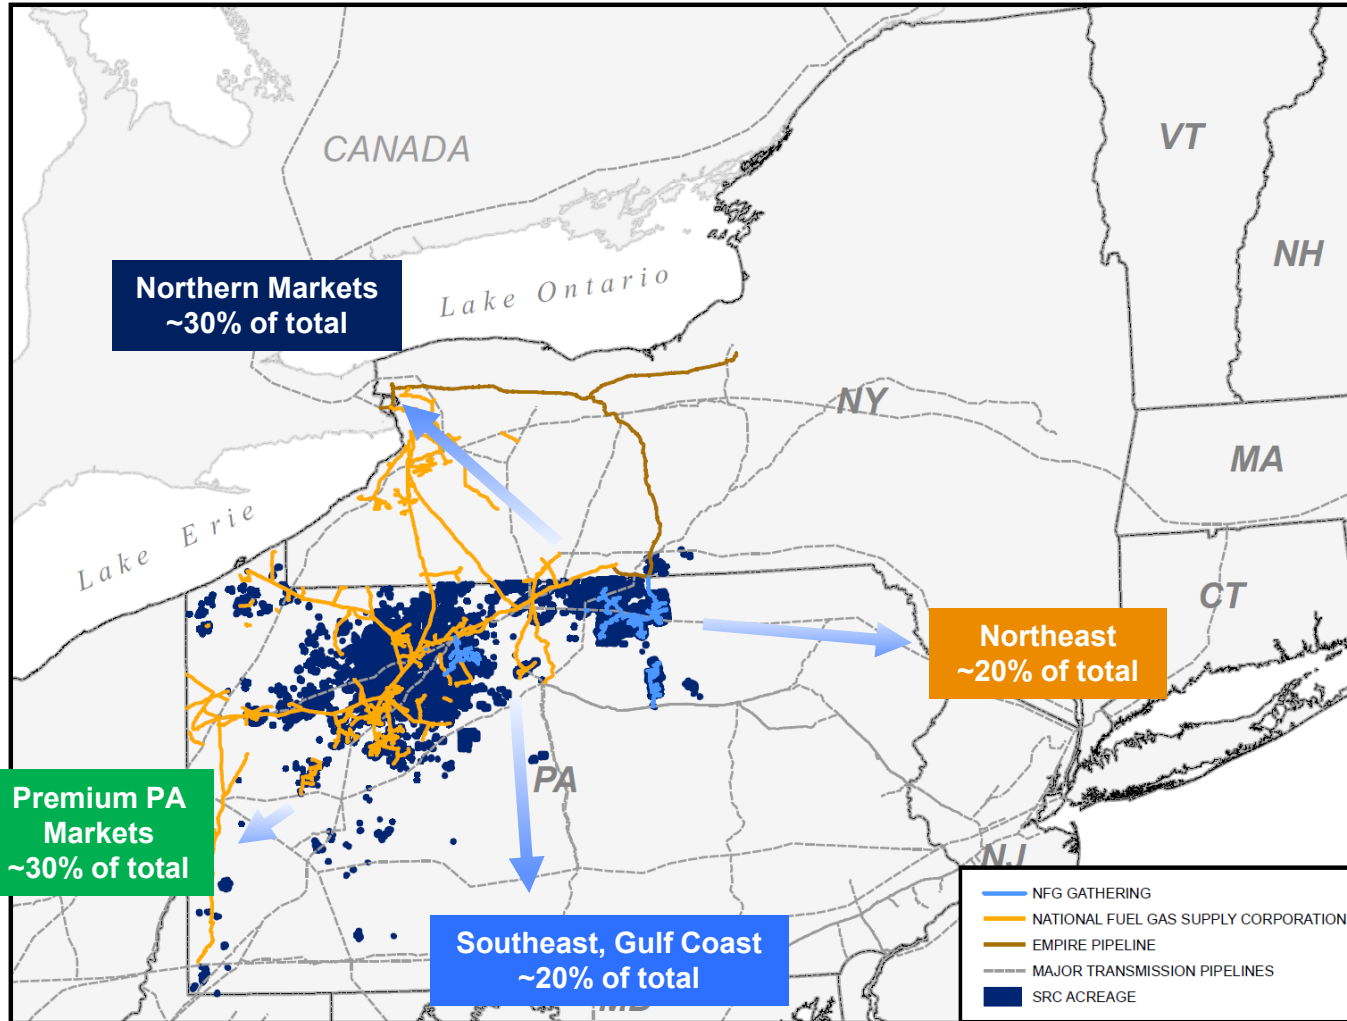 CANADA
VT
NH
Northern Markets
~30% of total
Lake Ontario
NY
MA
Lake Erie
CT
Northeast
~20% of total
PA
Premium PA
Markets
~30% of total
NJ
Southeast, Gulf Coast
~20% of total
MD
NFG GATHERING
NATIONAL FUEL GAS SUPPLY CORPORATION
EMPIRE PIPELINE
MAJOR TRANSMISSION PIPELINES
SRC ACREAGE